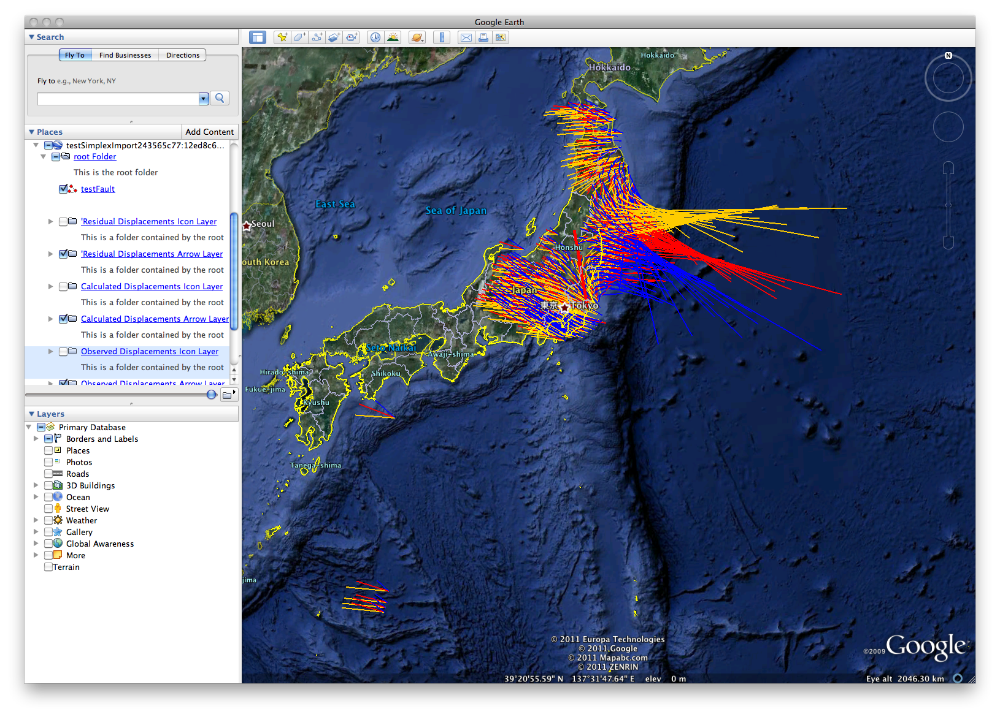 Google Earth
Search
Fly To
Find Businesses
Directions
Fly to e.g., New York, NY
Places
Add Content
testSimplexImport243565c77:12ed8c6...
root Folder
This is the root folder
testFault
'Residual Displacements Icon Layer
This is a folder contained by the root
'Residual Displacements Arrow Layer
This is a folder contained by the root
Calculated Displacements Icon Layer
This is a folder contained by the root
Calculated Displacements Arrow Layer
This is a folder contained by the root
Observed Displacements Icon Layer
This is a folder contained by the root
Observed Displacements Arrow Layer
Layers
Primary Database
Borders and Labels
Places
Photos
Roads
3D Buildings
Ocean
Street View
Weather
Gallery
Global Awareness
More
Terrain
N
Hokkaido
Hokkaido
East Sea
Sea of Japan
Seoul
Honshu
outh Korea
Japan
東京
Tokyo
Seto Naikai
Awaji-shima
Hirado-shima
Shikoku
Fukue-jima
Kyushu
Tanega-shima
jima
© 2011 Europa Technologies
© 2011 Google
© 2011 Mapabc.com
© 2011 ZENRIN
©2009 Google
39°20'55.59" N 137°31'47.64" E elev 0 m
Eye alt 2046.30 km